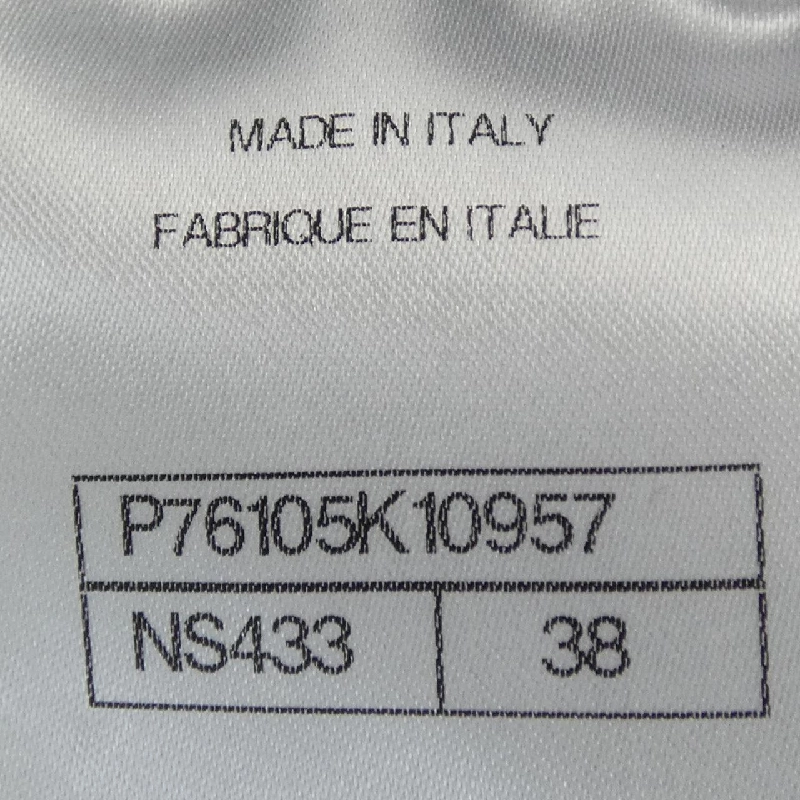 MADE IN ITALY
FABRIQUE EN ITALIE
P76105K10957
NS433 38